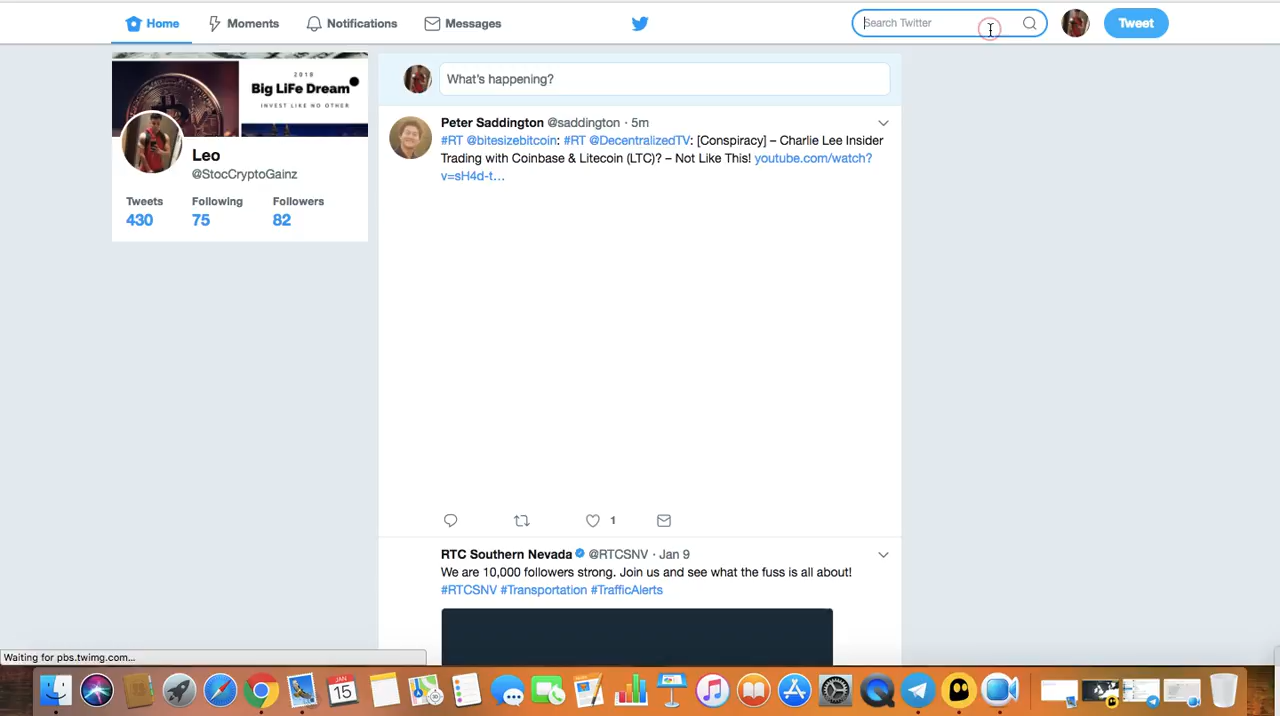 Home
Moments
Notifications
Messages
Search Twitter
Tweet
2018
Big LiFe Dream
INVEST LIKE NO OTHER
Leo
@StocCryptoGainz
Tweets
Following
Followers
430
75
82
What's happening?
Peter Saddington @saddington · 5m
#RT @bitesizebitcoin: #RT @DecentralizedTV: [Conspiracy] – Charlie Lee Insider
Trading with Coinbase & Litecoin (LTC)? – Not Like This! youtube.com/watch?
v=sH4d-t…
1
RTC Southern Nevada @RTCSNV · Jan 9
We are 10,000 followers strong. Join us and see what the fuss is all about!
#RTCSNV #Transportation #TrafficAlerts
Waiting for pbs.twimg.com...
JAN
15